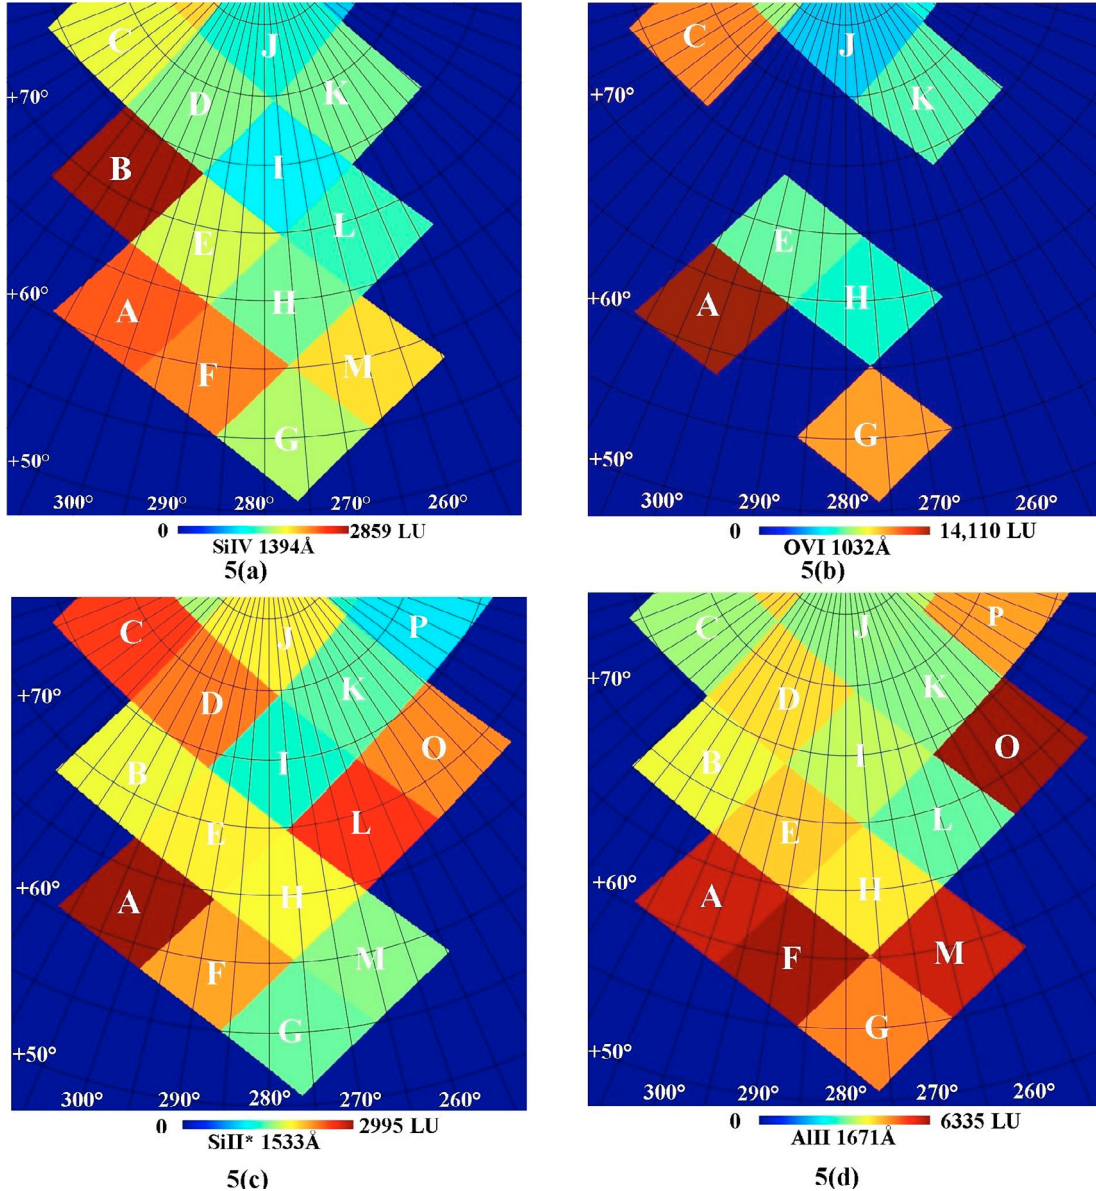 C
J
D
K
+70°
B
I
E
L
+60°
A
H
F
M
G
+50°
300°
290°
280°
270°
260°
0
2859 LU
SiIV 1394Å
5(a)
C
J
K
+70°
E
A
H
+60°
G
+50°
300°
290°
280°
270°
260°
0
14,110 LU
OVI 1032Å
5(b)
C
J
P
D
K
+70°
B
I
O
E
L
+60°
A
H
F
M
G
+50°
300°
290°
280°
270°
260°
0
2995 LU
SiII* 1533Å
5(c)
C
J
P
D
K
+70°
B
I
O
E
L
+60°
A
H
F
M
G
+50°
300°
290°
280°
270°
260°
0
6335 LU
AlII 1671Å
5(d)